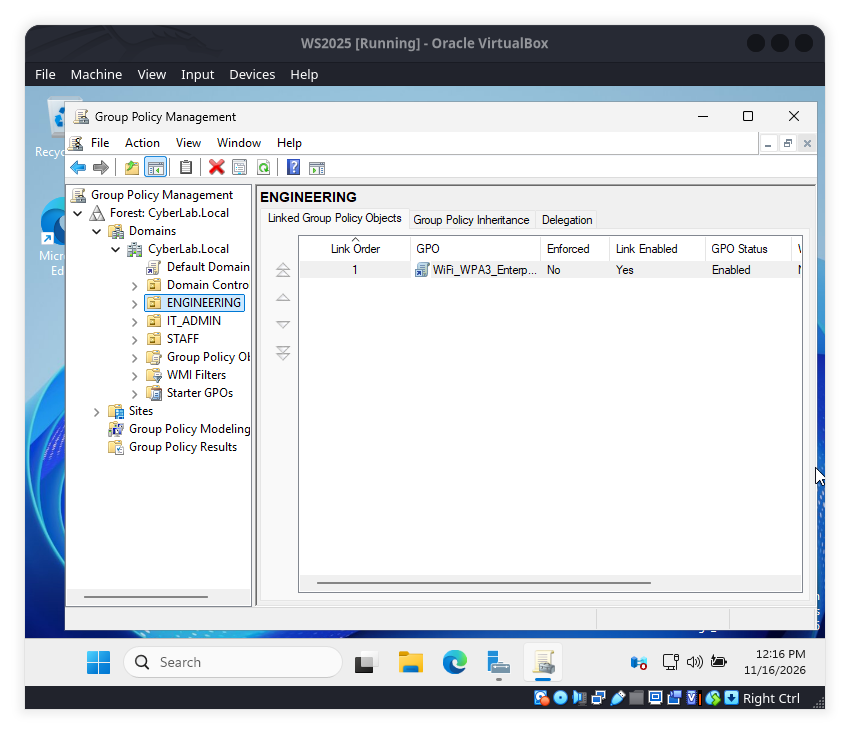 WS2025 [Running] - Oracle VirtualBox
File Machine View Input Devices Help
Recyc
Micr
Ed
Group Policy Management
File Action View Window Help
Group Policy Management
Forest: CyberLab.Local
Domains
CyberLab.Local
Default Domain
Domain Contro
ENGINEERING
IT_ADMIN
STAFF
Group Policy Ob
WMI Filters
Starter GPOs
Sites
Group Policy Modeling
Group Policy Results
ENGINEERING
Linked Group Policy Objects Group Policy Inheritance Delegation
Link Order GPO Enforced Link Enabled GPO Status
1 WiFi_WPA3_Enterp... No Yes Enabled
Search
12:16 PM
11/16/2026
Right Ctrl